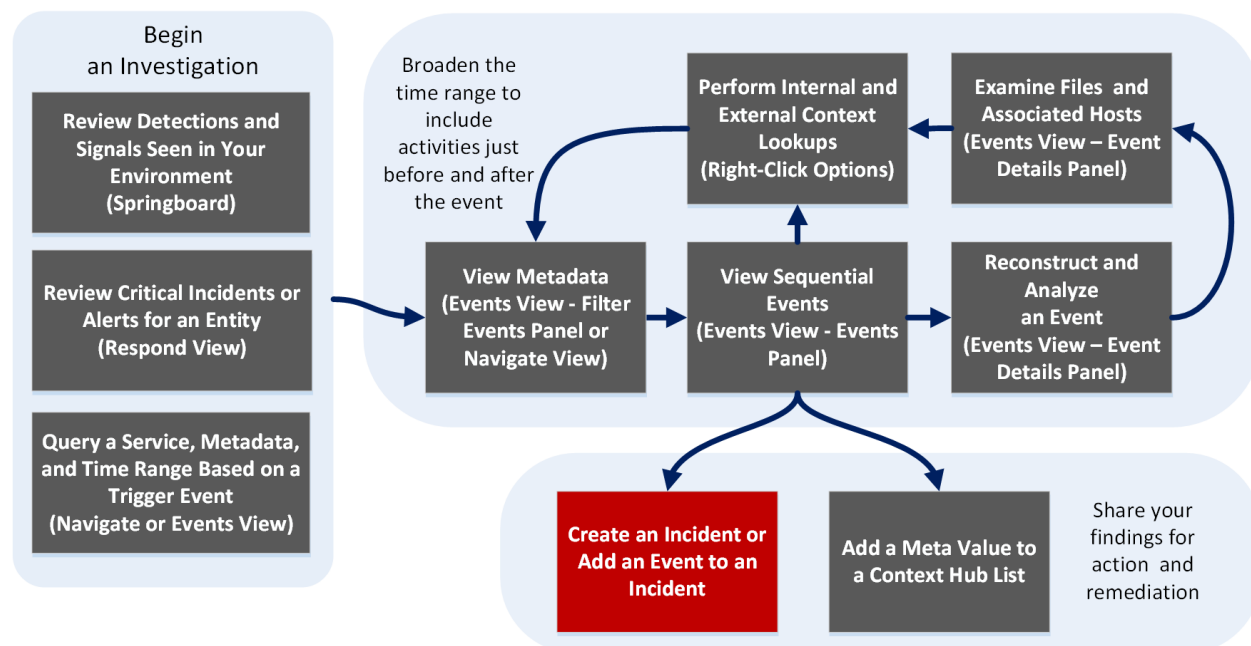 Begin
an Investigation
Review Detections and
Signals Seen in Your
Environment
(Springboard)
Review Critical Incidents or
Alerts for an Entity
(Respond View)
Query a Service, Metadata,
and Time Range Based on a
Trigger Event
(Navigate or Events View)
Broaden the
time range to
include
activities just
before and after
the event
Perform Internal and
External Context
Lookups
(Right-Click Options)
Examine Files and
Associated Hosts
(Events View – Event
Details Panel)
View Metadata
(Events View - Filter
Events Panel or
Navigate View)
View Sequential
Events
(Events View - Events
Panel)
Reconstruct and
Analyze
an Event
(Events View – Event
Details Panel)
Create an Incident or
Add an Event to an
Incident
Add a Meta Value to
a Context Hub List
Share your
findings for
action and
remediation